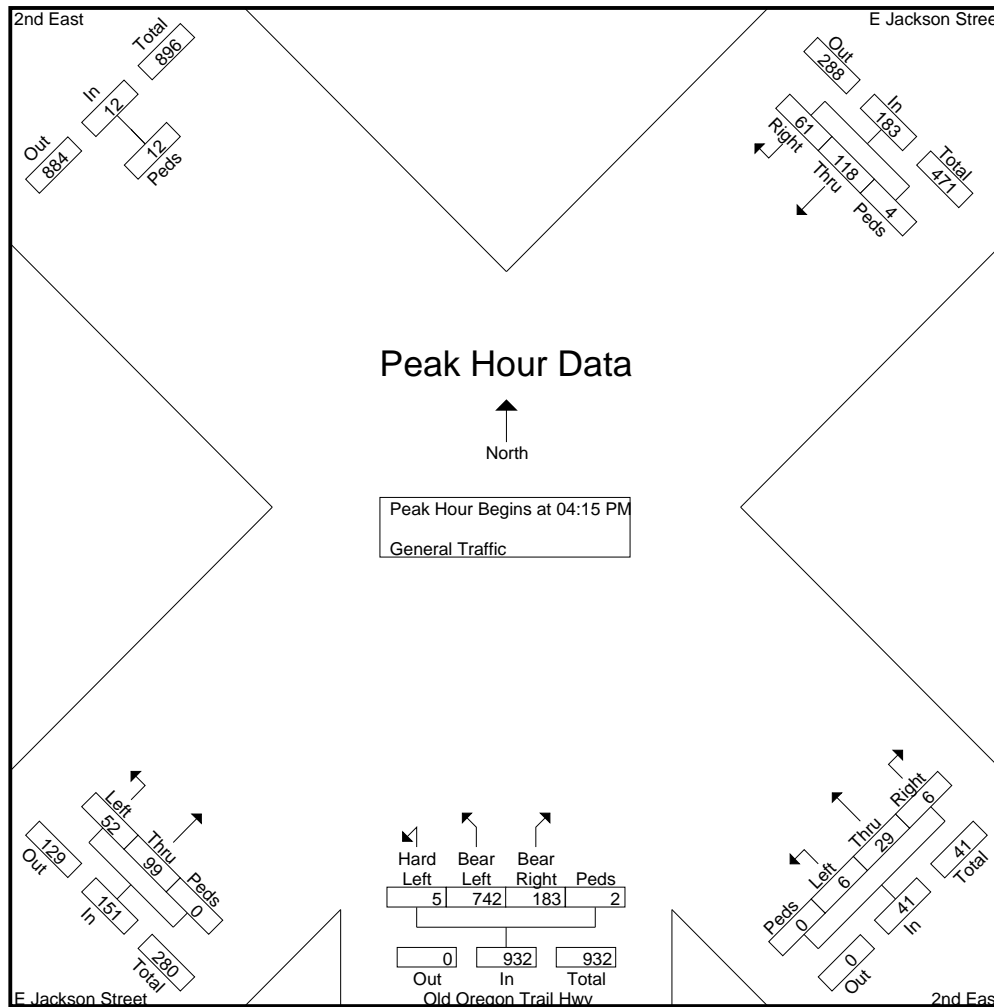 2nd East
E Jackson Stree
Total
896
In
12
Out
884
12
Peds
Out
288
In
183
Total
471
61
118
4
Right
Thru
Peds
Peak Hour Data
North
Peak Hour Begins at 04:15 PM
General Traffic
Left
Thru
Peds
52
99
0
129
Out
151
In
280
Total
E Jackson Street
Hard Left
Bear Left
Bear Right
Peds
5
742
183
2
0
932
932
Out
In
Total
Old Oregon Trail Hwy
Right
Thru
Left
Peds
6
29
6
0
41
Total
41
In
0
Out
2nd Eas